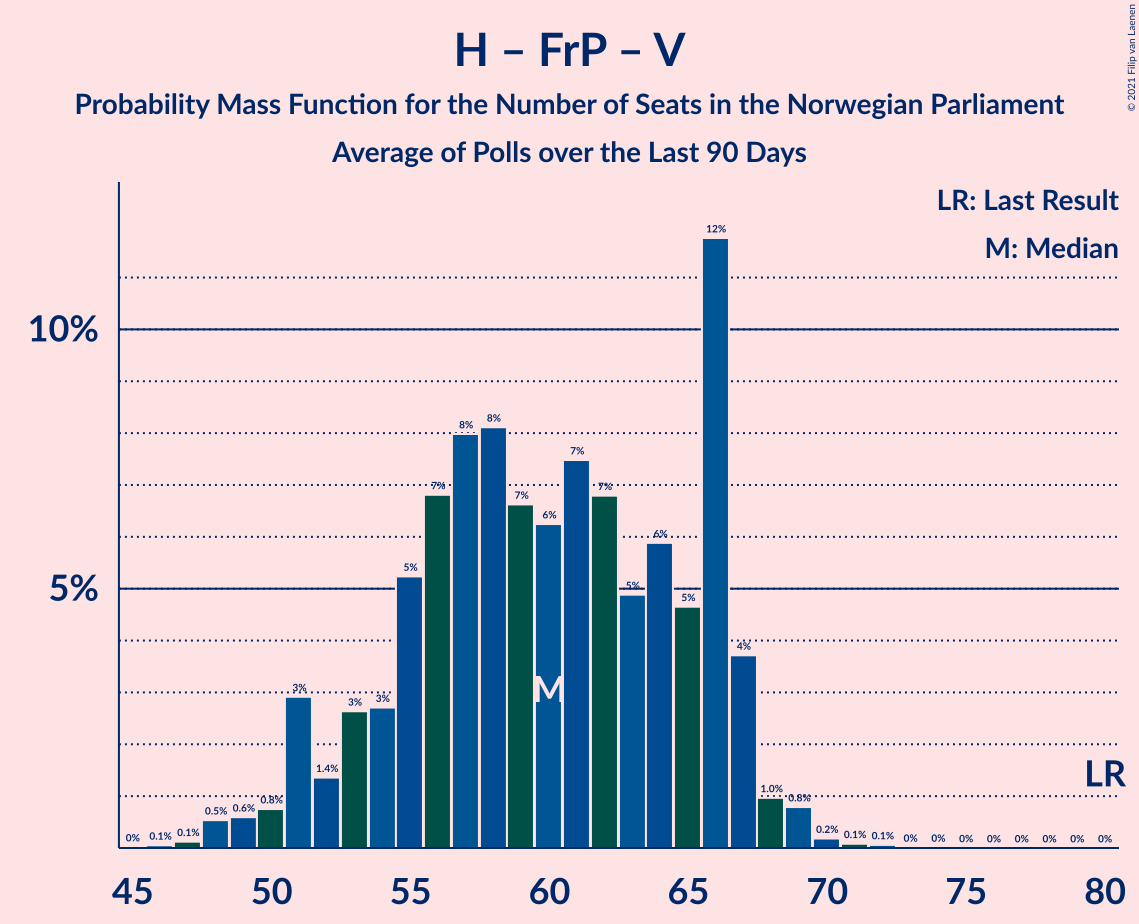 H – FrP – V
Probability Mass Function for the Number of Seats in the Norwegian Parliament
Average of Polls over the Last 90 Days
© 2021 Filip van Laenen
LR: Last Result
M: Median
10%
5%
0% 0.1% 0.1% 0.5% 0.6% 0.8% 3% 1.4% 3% 3% 5% 7% 8% 8% 7% 6% 7% 7% 5% 6% 5% 12% 4% 1.0% 0.8% 0.2% 0.1% 0.1% 0% 0% 0% 0% 0% 0% 0% 0%
M
LR
45 50 55 60 65 70 75 80